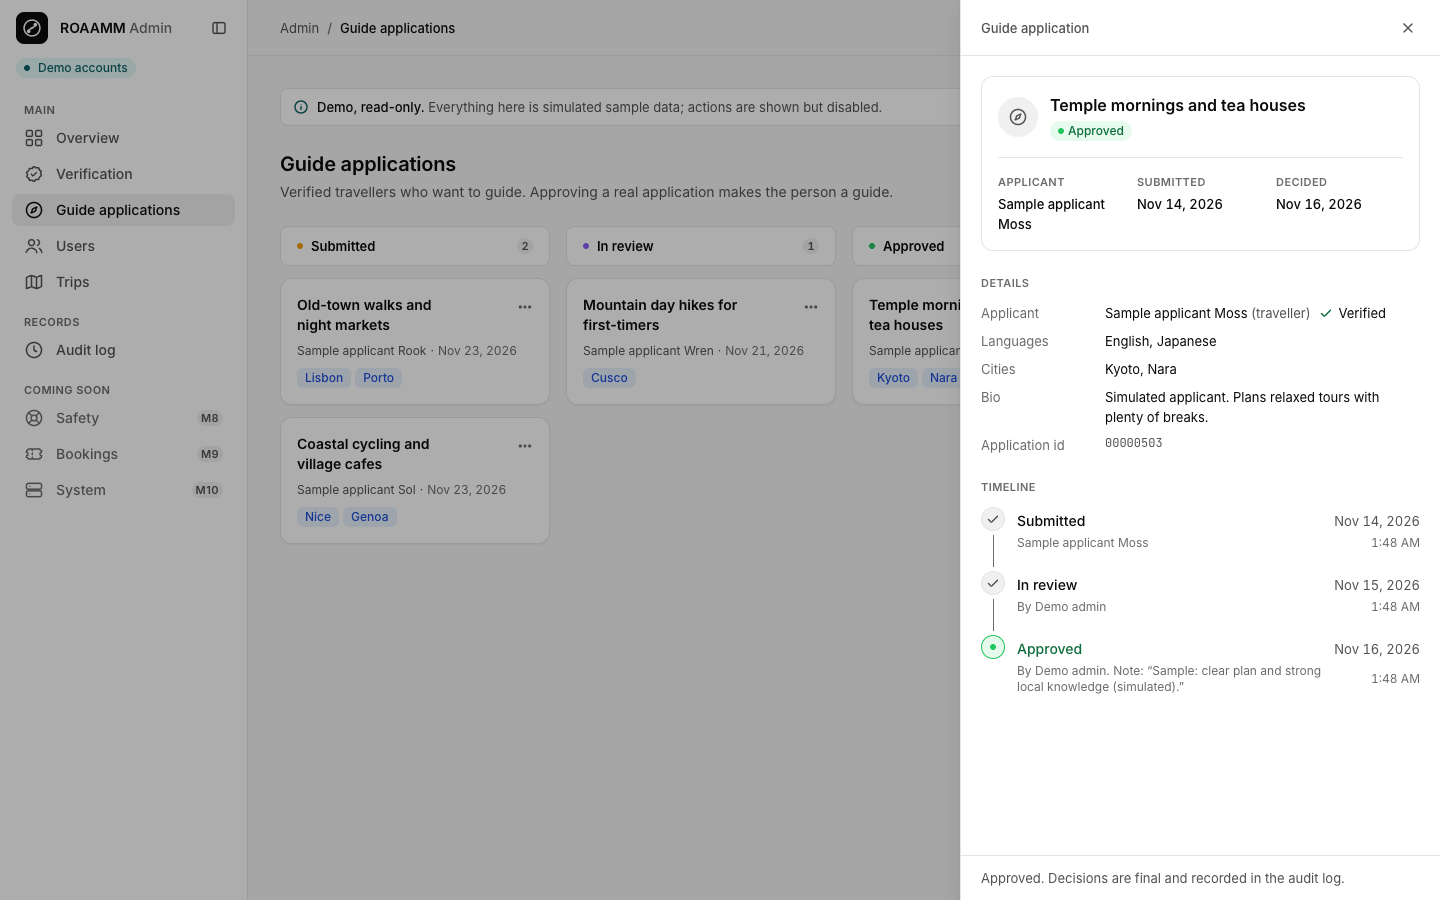 ROAAMM Admin
Demo accounts
MAIN
Overview
Verification
Guide applications
Users
Trips
RECORDS
Audit log
COMING SOON
Safety M8
Bookings M9
System M10
Admin / Guide applications
Demo, read-only. Everything here is simulated sample data; actions are shown but disabled.
Guide applications
Verified travellers who want to guide. Approving a real application makes the person a guide.
Submitted 2
Old-town walks and
night markets
Sample applicant Rook · Nov 23, 2026
Lisbon Porto
Coastal cycling and
village cafes
Sample applicant Sol · Nov 23, 2026
Nice Genoa
In review 1
Mountain day hikes for
first-timers
Sample applicant Wren · Nov 21, 2026
Cusco
Approved
Temple morni
tea houses
Sample applican
Kyoto Nara
Guide application
Temple mornings and tea houses
Approved
APPLICANT SUBMITTED DECIDED
Sample applicant Nov 14, 2026 Nov 16, 2026
Moss
DETAILS
Applicant Sample applicant Moss (traveller) Verified
Languages English, Japanese
Cities Kyoto, Nara
Bio Simulated applicant. Plans relaxed tours with
plenty of breaks.
Application id 00000503
TIMELINE
Submitted Nov 14, 2026
Sample applicant Moss 1:48 AM
In review Nov 15, 2026
By Demo admin 1:48 AM
Approved Nov 16, 2026
By Demo admin. Note: “Sample: clear plan and strong
local knowledge (simulated).” 1:48 AM
Approved. Decisions are final and recorded in the audit log.